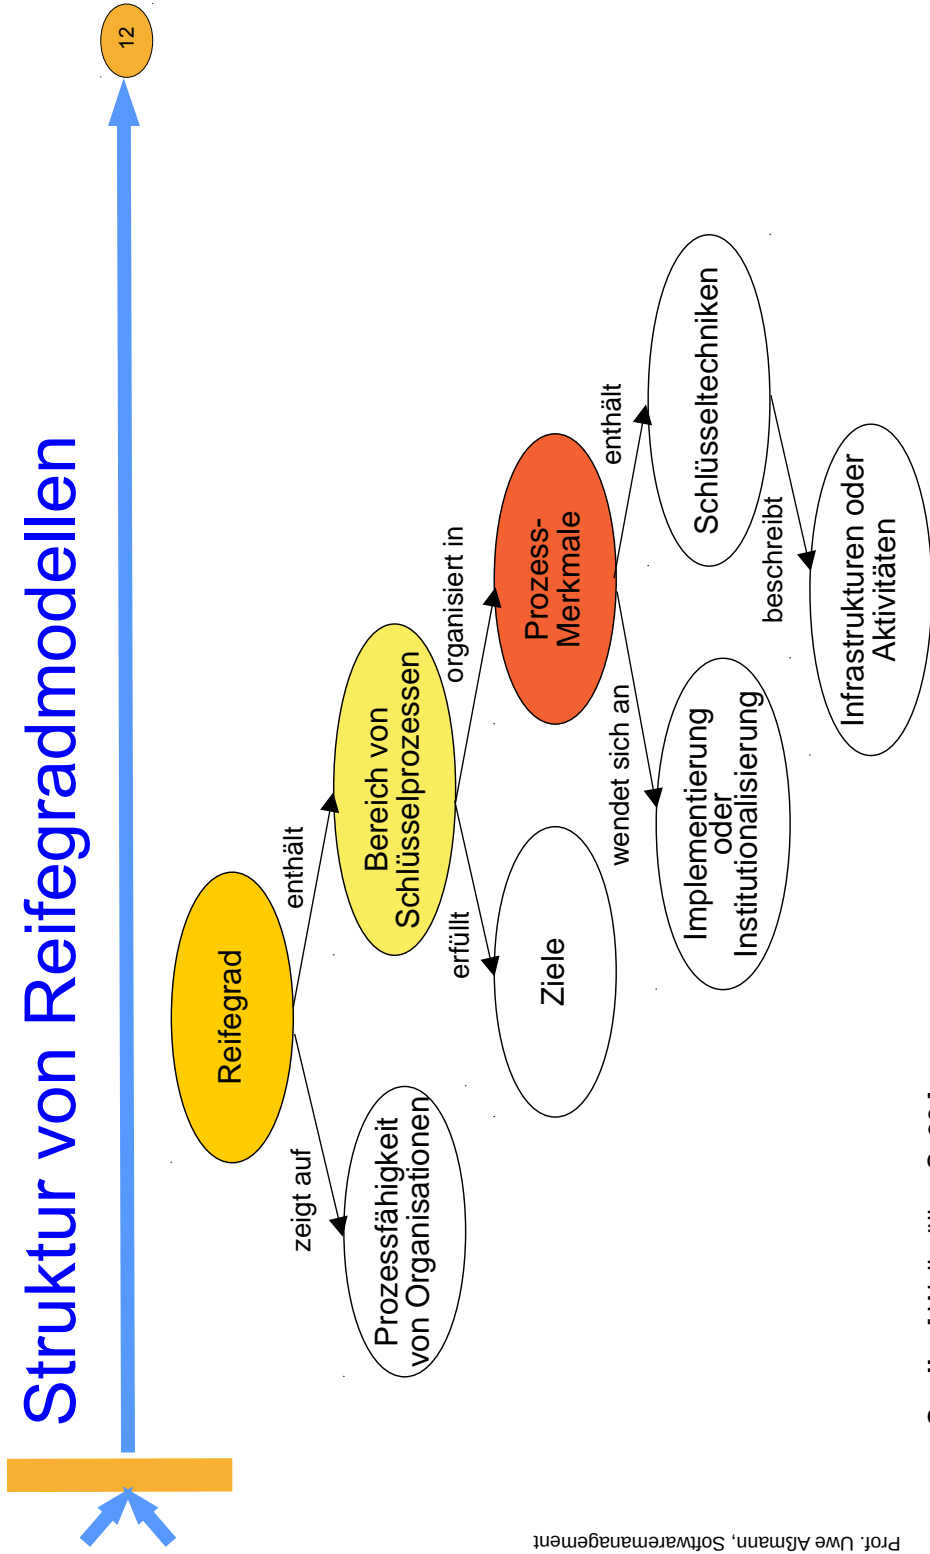 Struktur von Reifegradmodellen
12
Reifegrad
zeigt auf
enthält
Prozessfähigkeit
von Organisationen
Bereich von
Schlüsselprozessen
erfüllt
organisiert in
Ziele
Prozess-
Merkmale
wendet sich an
enthält
Implementierung
oder
Institutionalisierung
Schlüsseltechniken
beschreibt
Infrastrukturen oder
Aktivitäten
Prof. Uwe Aßmann, Softwaremanagement